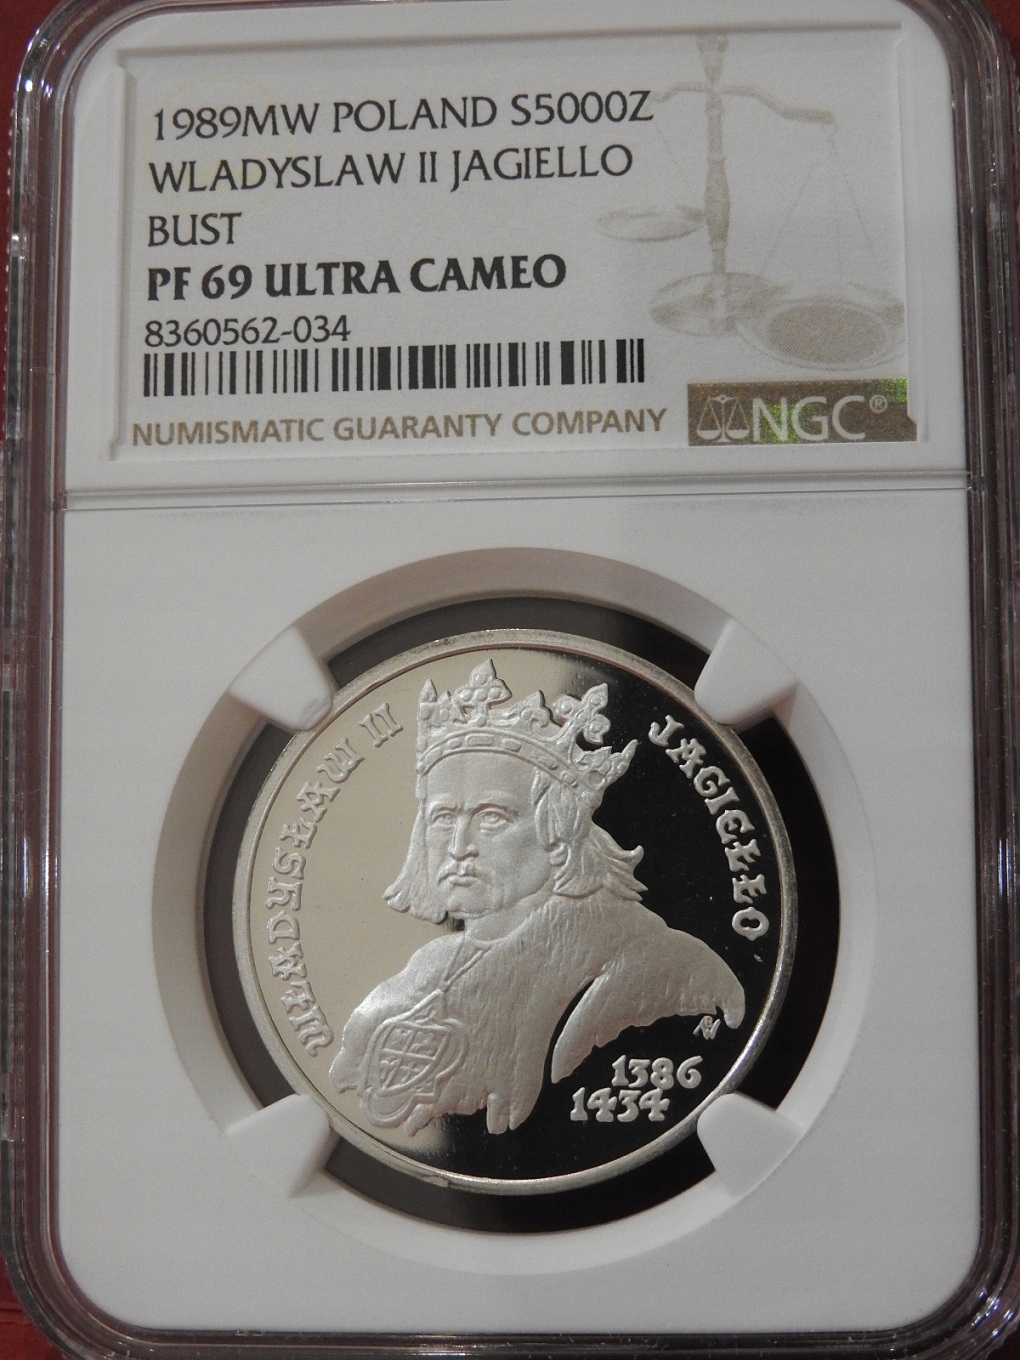 1989MW POLAND S5000Z
WLADYSLAW II JAGIELLO
BUST
PF 69 ULTRA CAMEO
8360562-034
NUMISMATIC GUARANTY COMPANY
NGC®
WŁADYSŁAW II
JAGIEŁŁO
1386
1434